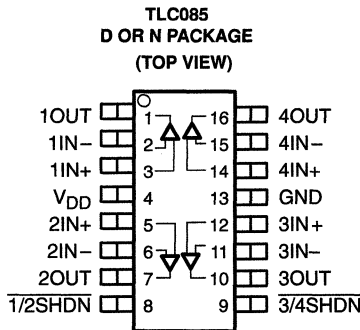 TLC085
D OR N PACKAGE
(TOP VIEW)
1OUT 1 16 4OUT
1IN− 2 15 4IN−
1IN+ 3 14 4IN+
VDD 4 13 GND
2IN+ 5 12 3IN+
2IN− 6 11 3IN−
2OUT 7 10 3OUT
1/2SHDN 8 9 3/4SHDN